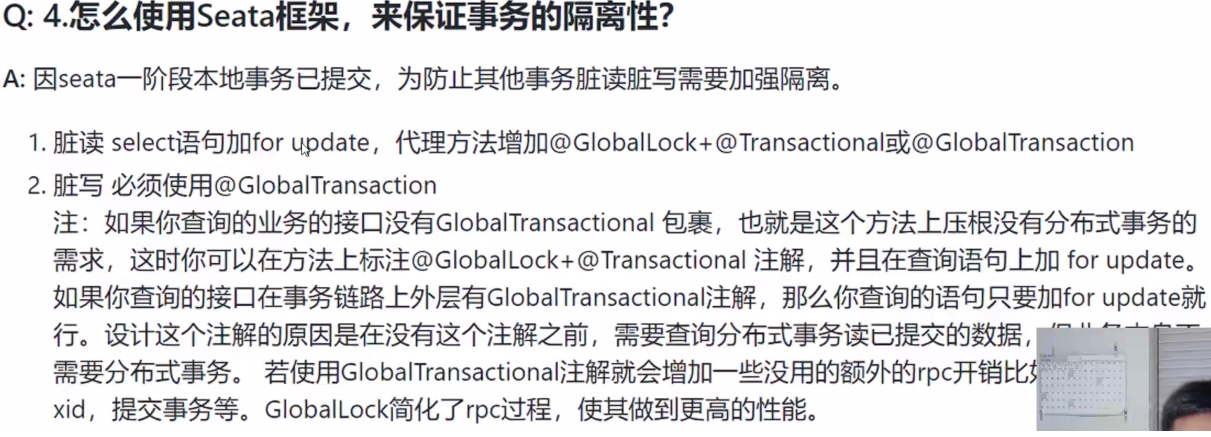 Q: 4.怎么使用Seata框架，来保证事务的隔离性？
A: 因seata一阶段本地事务已提交，为防止其他事务脏读脏写需要加强隔离。
1. 脏读 select语句加for update，代理方法增加@GlobalLock+@Transactional或@GlobalTransaction
2. 脏写 必须使用@GlobalTransaction
注：如果你查询的业务的接口没有GlobalTransactional 包裹，也就是这个方法上压根没有分布式事务的
需求，这时你可以在方法上标注@GlobalLock+@Transactional 注解，并且在查询语句上加 for update。
如果你查询的接口在事务链路上外层有GlobalTransactional注解，那么你查询的语句只要加for update就
行。设计这个注解的原因是在没有这个注解之前，需要查询分布式事务读已提交的数据，
需要分布式事务。 若使用GlobalTransactional注解就会增加一些没用的额外的rpc开销比
xid，提交事务等。GlobalLock简化了rpc过程，使其做到更高的性能。